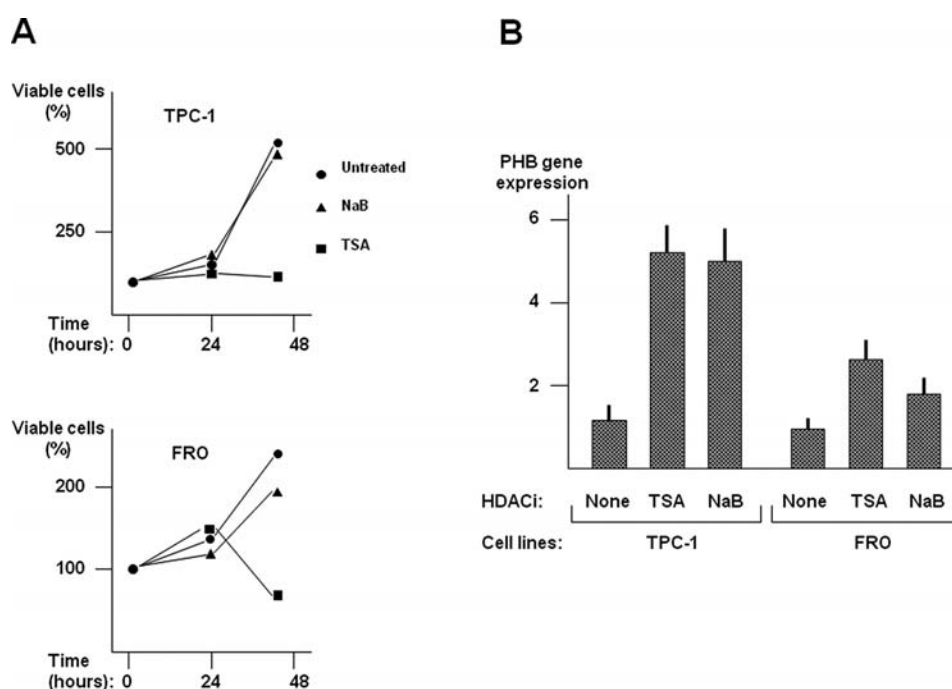 A
Viable cells
(%)
TPC-1
500
250
Untreated
NaB
TSA
Time
(hours): 0 24 48
Viable cells
(%)
FRO
200
100
Time
(hours): 0 24 48
B
PHB gene
expression
6
4
2
HDACi: None TSA NaB None TSA NaB
Cell lines: TPC-1 FRO